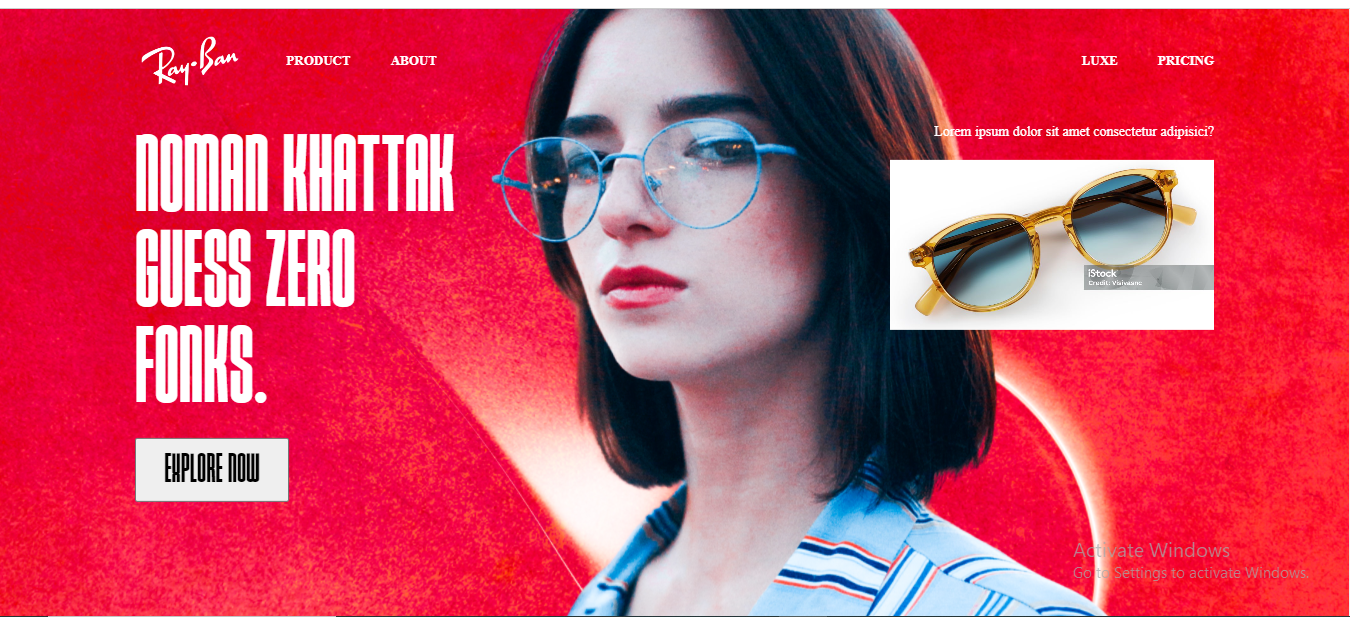 Ray-Ban
PRODUCT
ABOUT
LUXE
PRICING
Lorem ipsum dolor sit amet consectetur adipisici?
NOMAN KHATTAK
GUESS ZERO
FONKS.
EXPLORE NOW
iStock
Credit: Visivasnc
Activate Windows
Go to Settings to activate Windows.